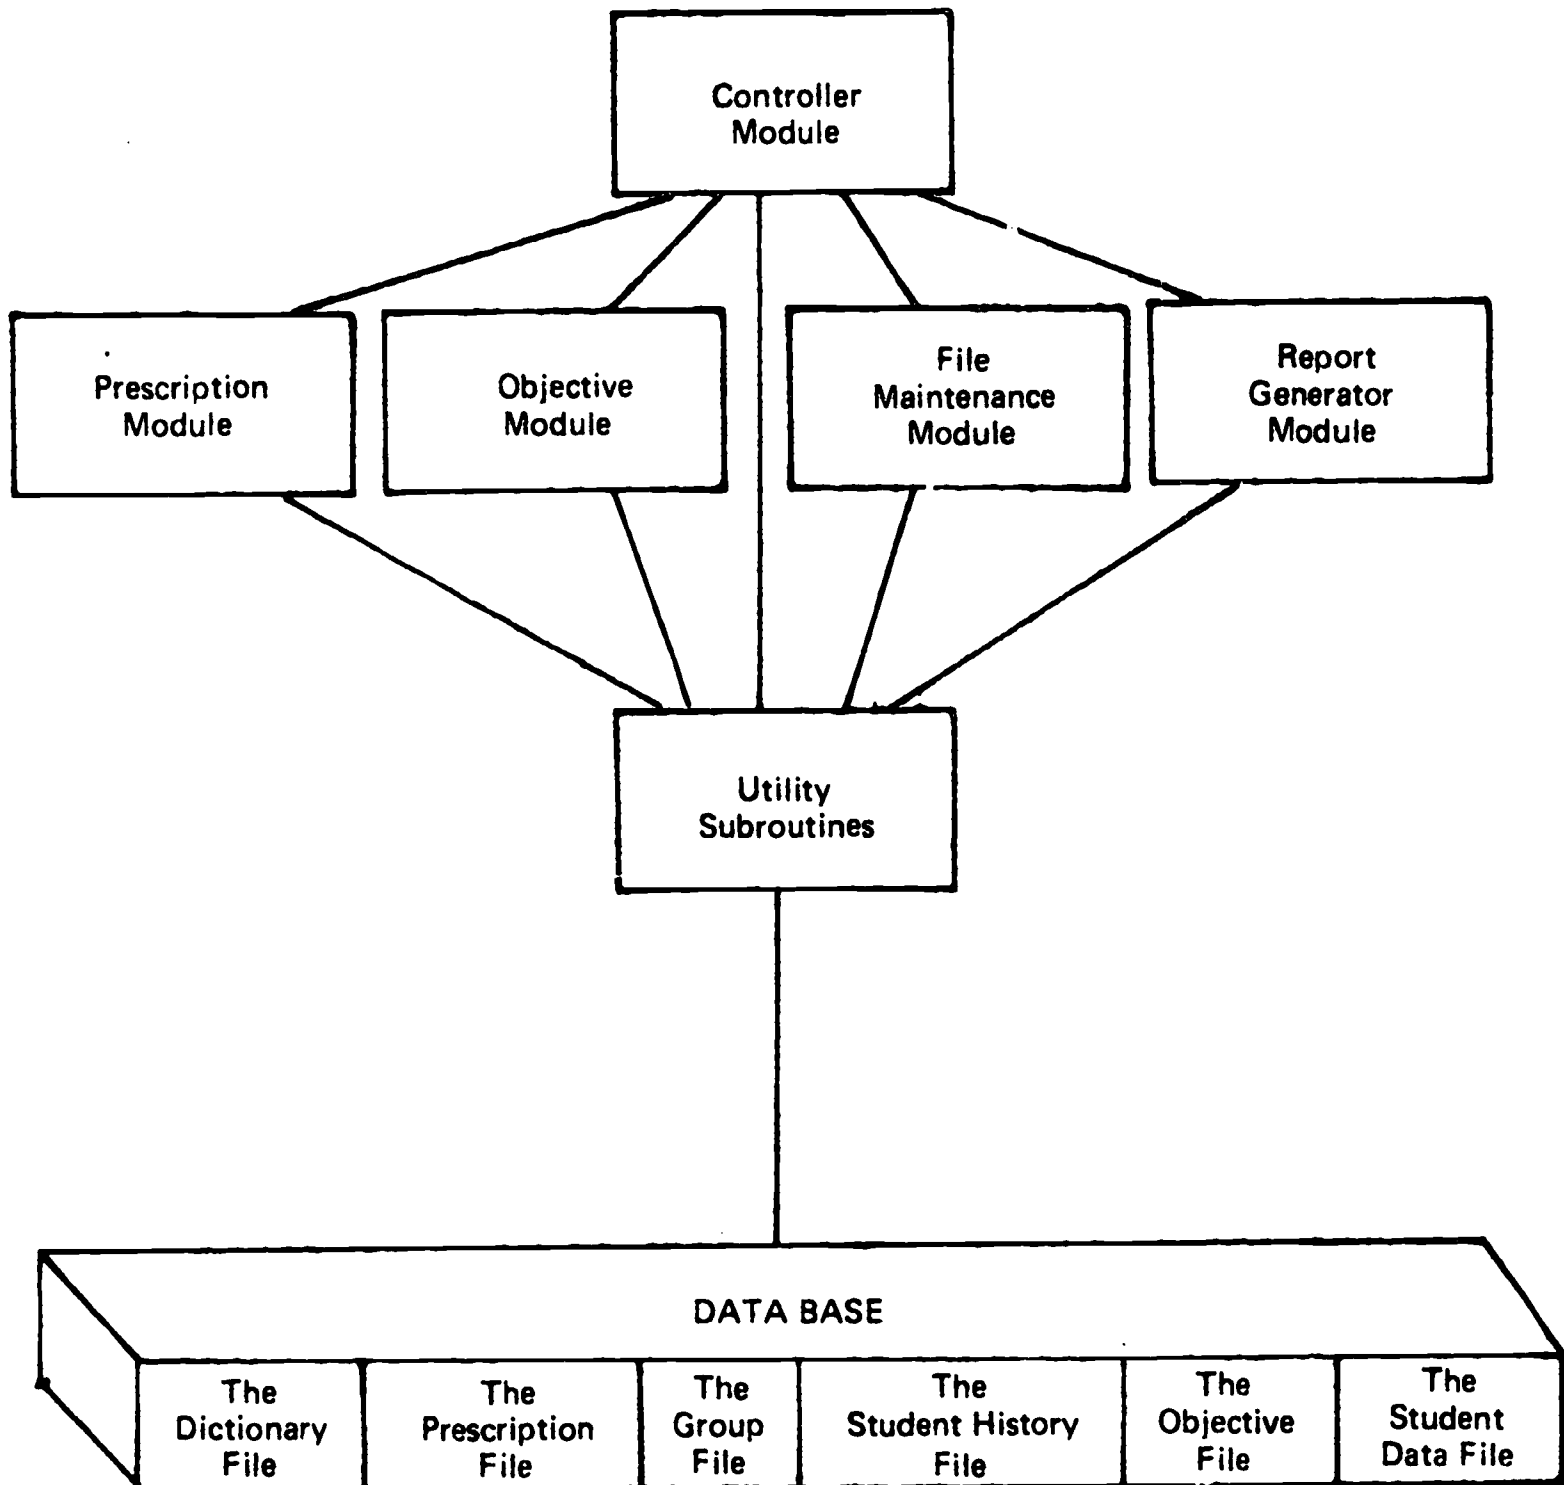 Controller
Module
Prescription
Module
Objective
Module
File
Maintenance
Module
Report
Generator
Module
Utility
Subroutines
DATA BASE
The
Dictionary
File
The
Prescription
File
The
Group
File
The
Student History
File
The
Objective
File
The
Student
Data File